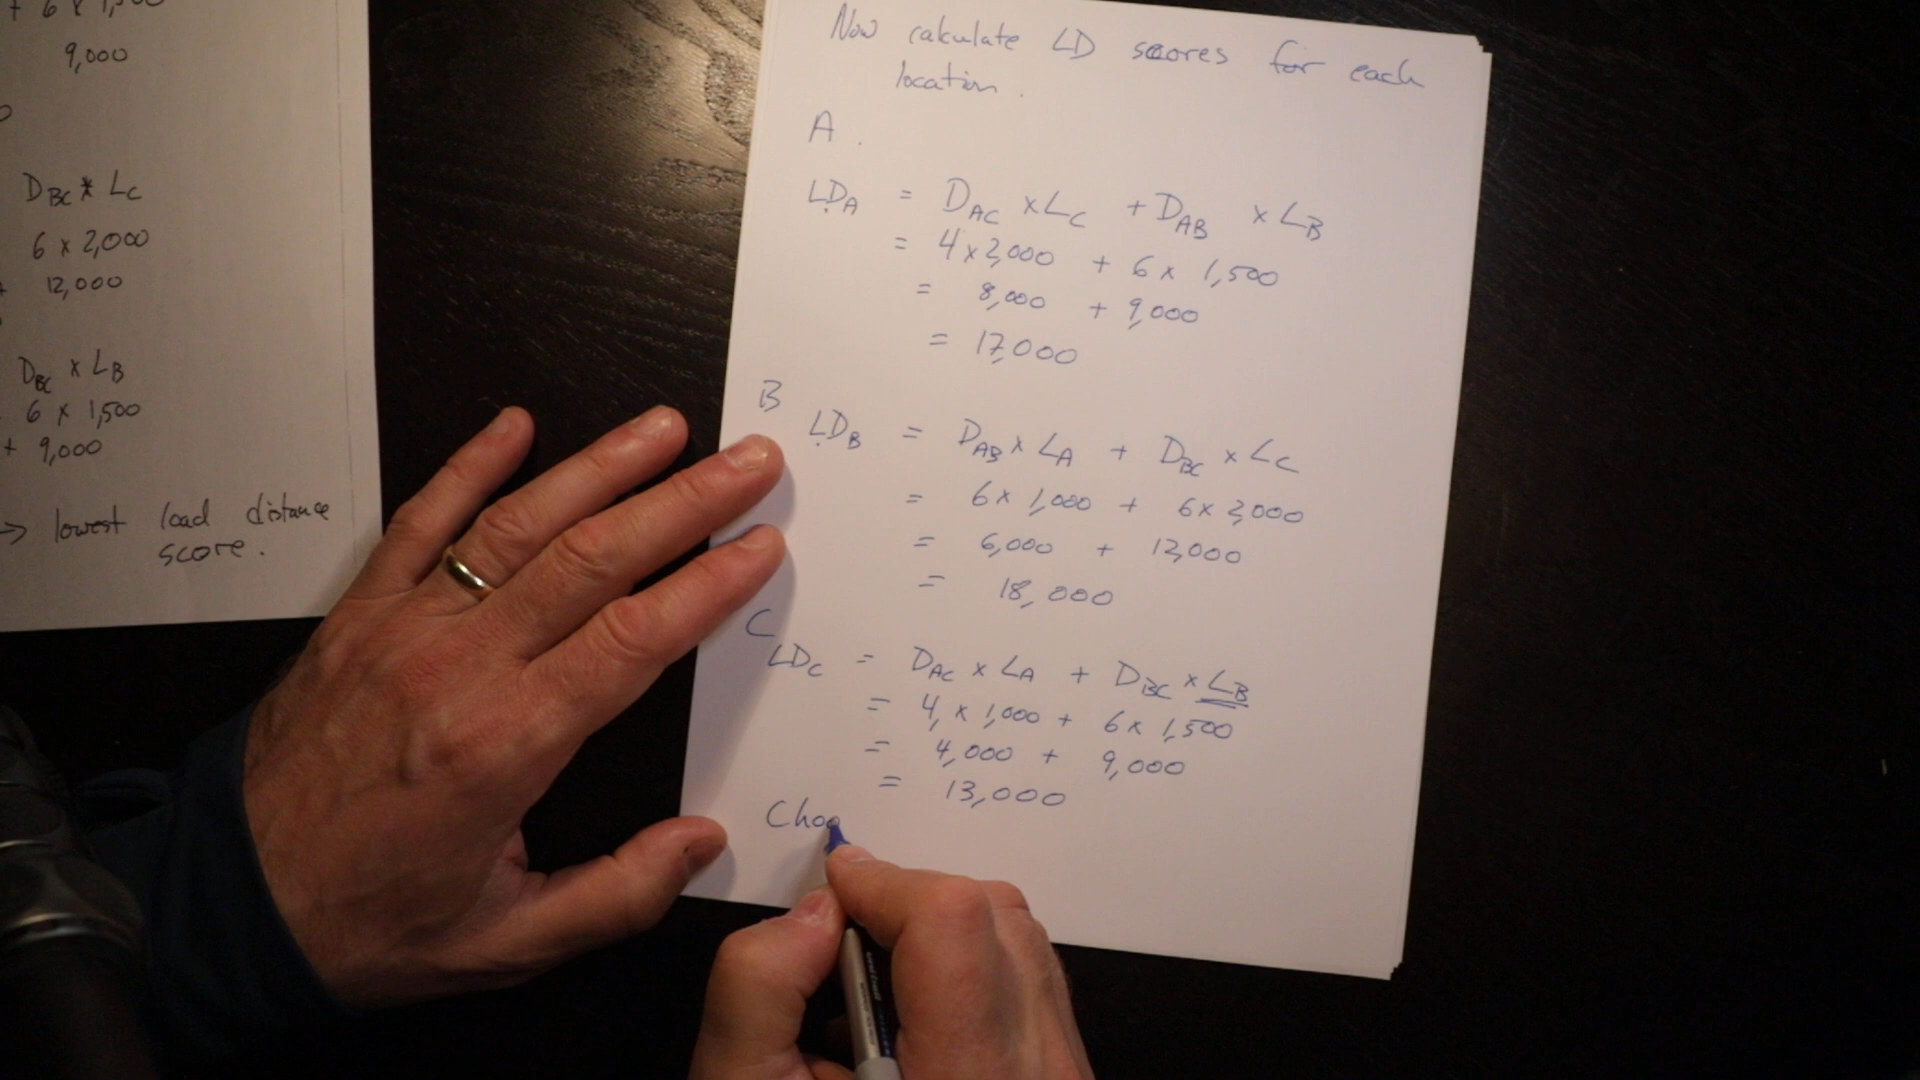 + 6 x 1,500
9,000
DBC * LC
6 x 2,000
12,000
DBC x LB
6 x 1,500
+ 9,000
→ lowest load distance
score.
Now calculate LD scores for each
location.
A.
LDA = DAC x LC + DAB x LB
= 4 x 2,000 + 6 x 1,500
= 8,000 + 9,000
= 17,000
B
LDB = DAB x LA + DBC x LC
= 6 x 1,000 + 6 x 2,000
= 6,000 + 12,000
= 18,000
C
LDC = DAC x LA + DBC x LB
= 4 x 1,000 + 6 x 1,500
= 4,000 + 9,000
= 13,000
Choo